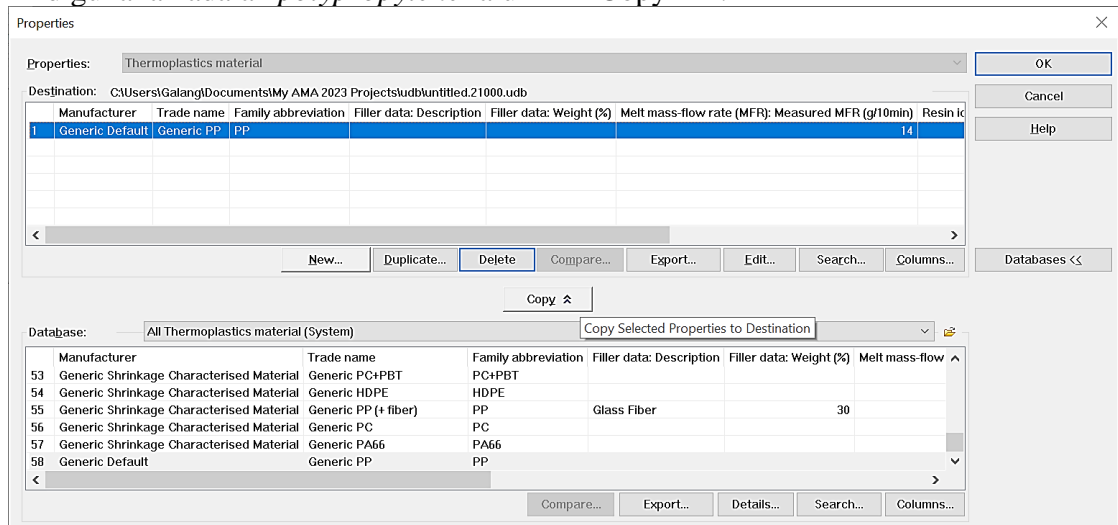 Properties
Properties: Thermoplastics material
OK
Destination: C:\Users\Galang\Documents\My AMA 2023 Projects\udb\untitled.21000.udb
Cancel
Manufacturer Trade name Family abbreviation Filler data: Description Filler data: Weight (%) Melt mass-flow rate (MFR): Measured MFR (g/10min) Resin ic
1 Generic Default Generic PP PP 14
Help
New... Duplicate... Delete Compare... Export... Edit... Search... Columns... Databases <<
Copy
Copy Selected Properties to Destination
Database: All Thermoplastics material (System)
Manufacturer Trade name Family abbreviation Filler data: Description Filler data: Weight (%) Melt mass-flow
53 Generic Shrinkage Characterised Material Generic PC+PBT PC+PBT
54 Generic Shrinkage Characterised Material Generic HDPE HDPE
55 Generic Shrinkage Characterised Material Generic PP (+ fiber) PP Glass Fiber 30
56 Generic Shrinkage Characterised Material Generic PC PC
57 Generic Shrinkage Characterised Material Generic PA66 PA66
58 Generic Default Generic PP PP
Compare... Export... Details... Search... Columns...